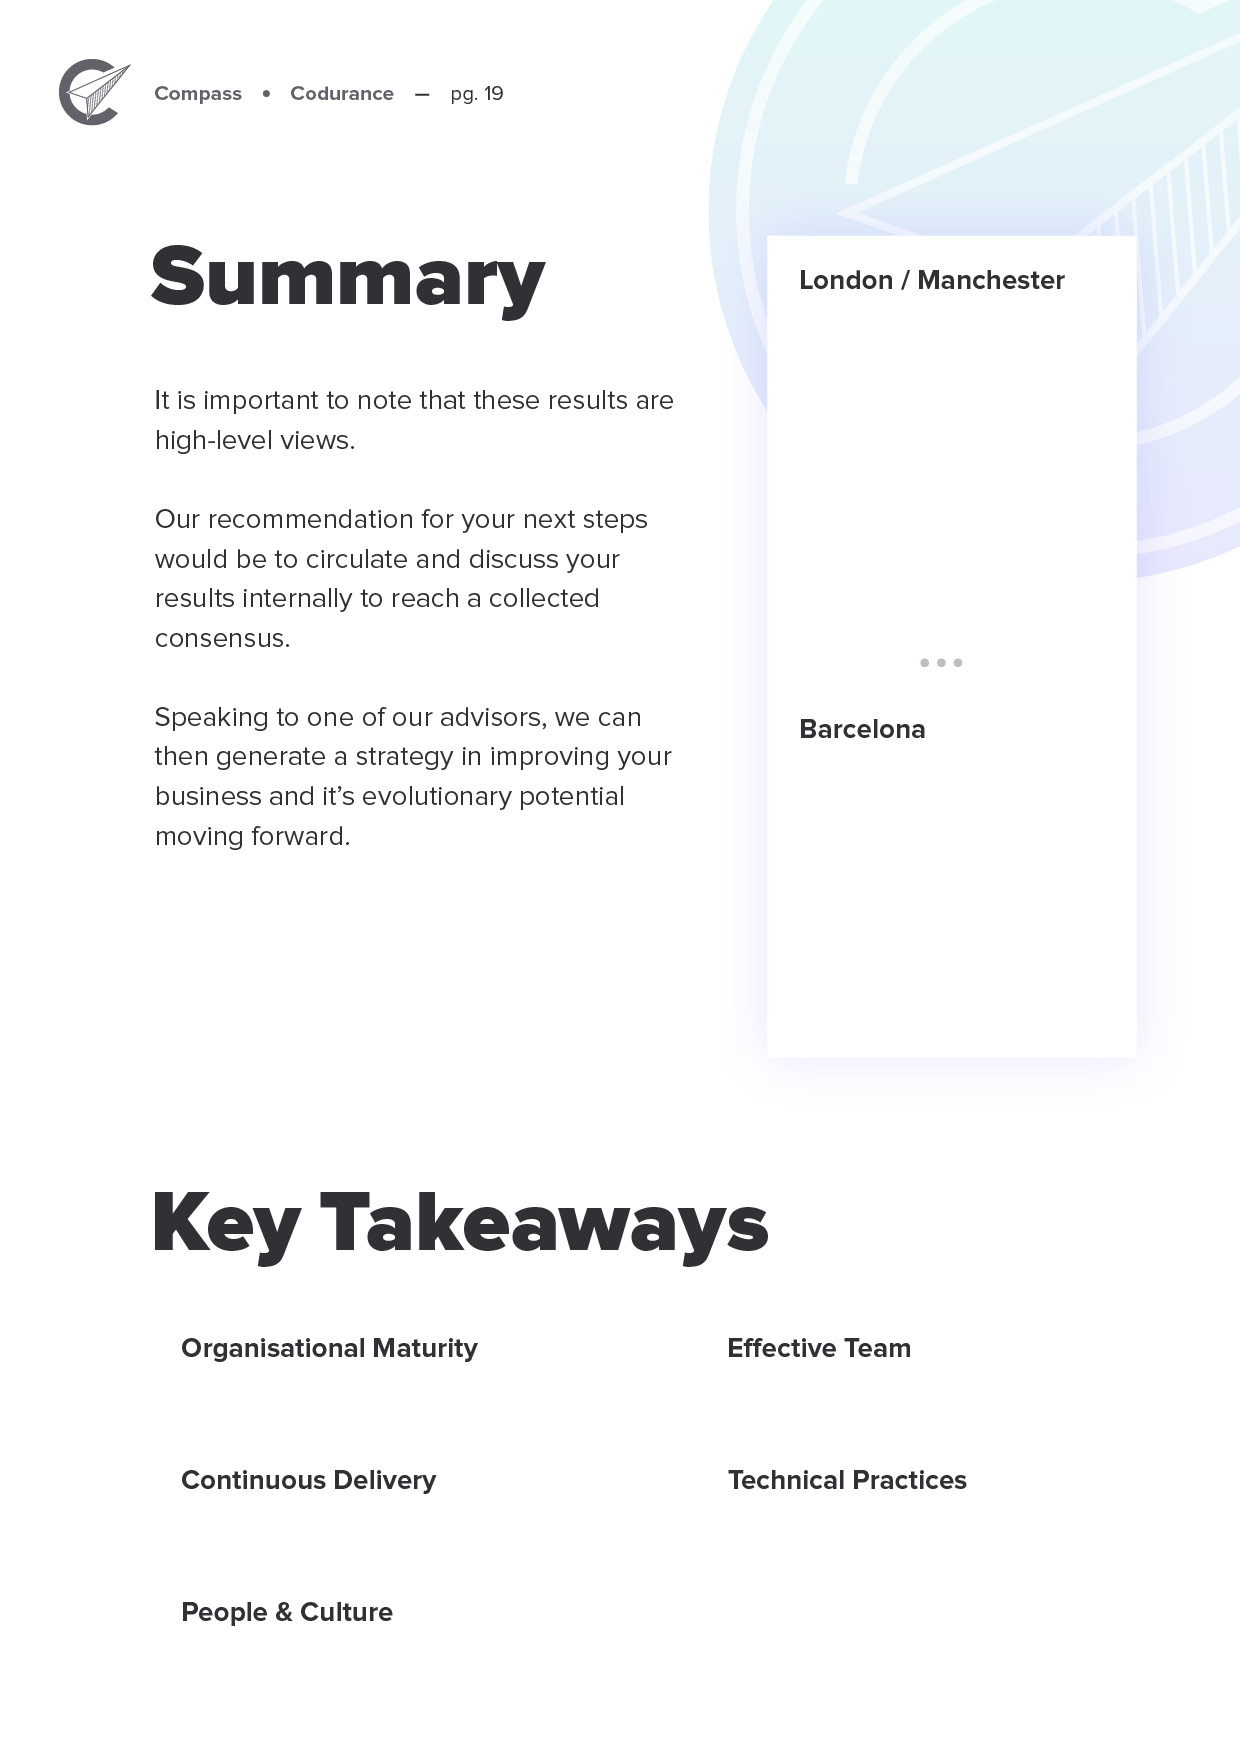 Compass • Codurance — pg. 19
Summary
It is important to note that these results are
high-level views.
Our recommendation for your next steps
would be to circulate and discuss your
results internally to reach a collected
consensus.
Speaking to one of our advisors, we can
then generate a strategy in improving your
business and it’s evolutionary potential
moving forward.
London / Manchester
Barcelona
Key Takeaways
Organisational Maturity
Effective Team
Continuous Delivery
Technical Practices
People & Culture